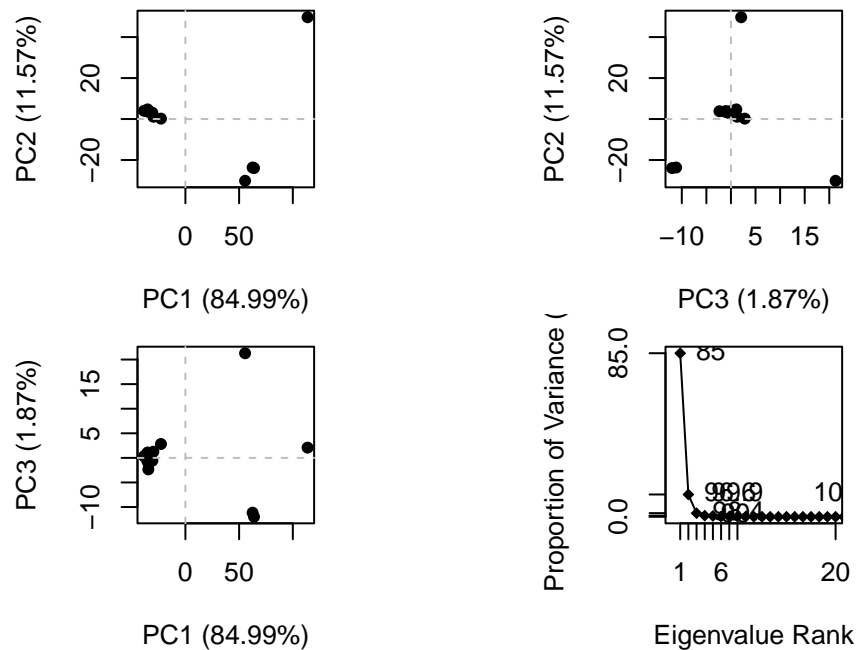 PC2 (11.57%)
20
−20
0 50
PC1 (84.99%)
PC2 (11.57%)
20
−20
−10 5 15
PC3 (1.87%)
PC3 (1.87%)
15
5
−10
0 50
PC1 (84.99%)
Proportion of Variance (
85.0
0.0
85
10
1 6 20
Eigenvalue Rank